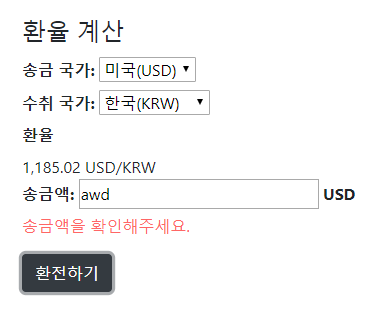 환율 계산
송금 국가: 미국(USD)
수취 국가: 한국(KRW)
환율
1,185.02 USD/KRW
송금액: awd USD
송금액을 확인해주세요.
환전하기